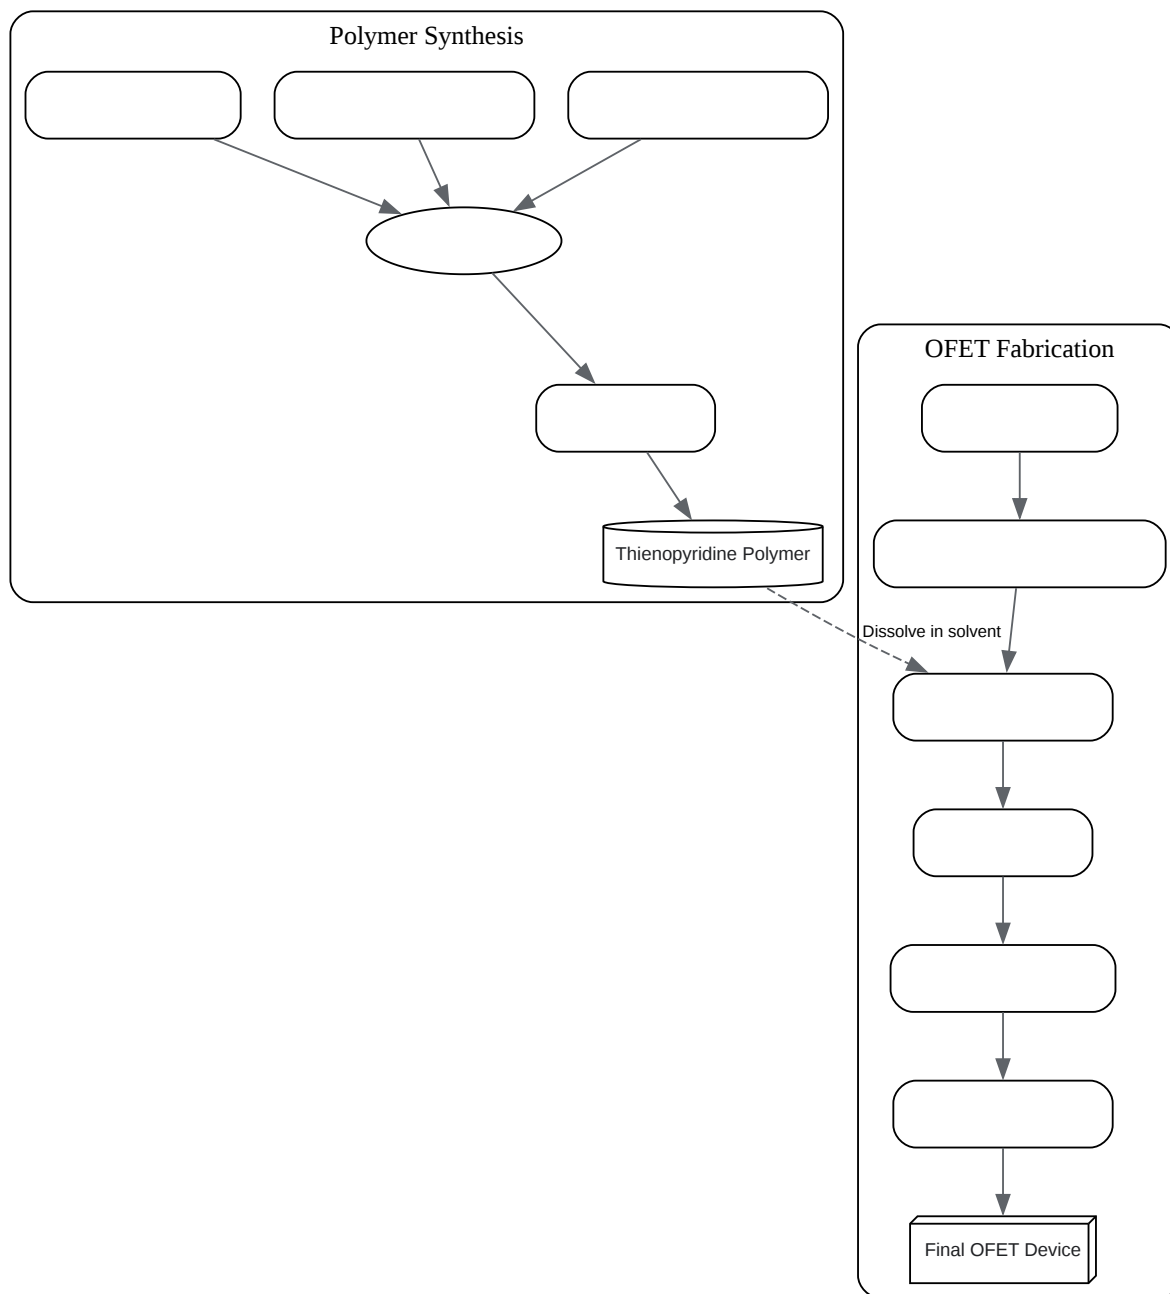 Polymer Synthesis
OFET Fabrication
Thienopyridine Polymer
Dissolve in solvent
Final OFET Device